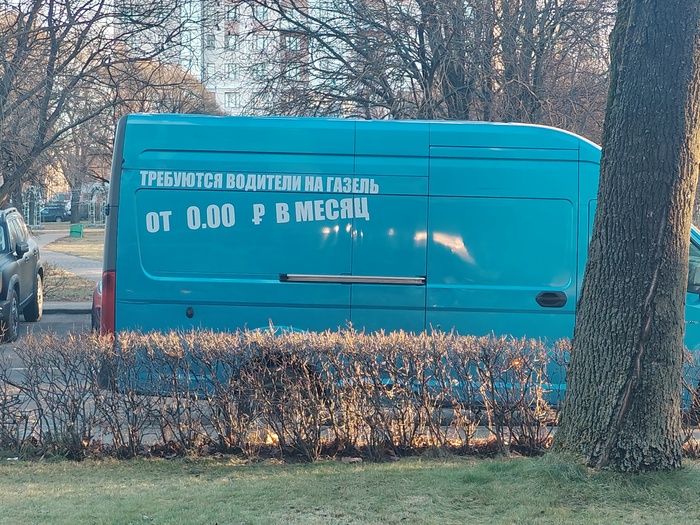 ТРЕБУЮТСЯ ВОДИТЕЛИ НА ГАЗЕЛЬ
ОТ 0.00 ₽ В МЕСЯЦ